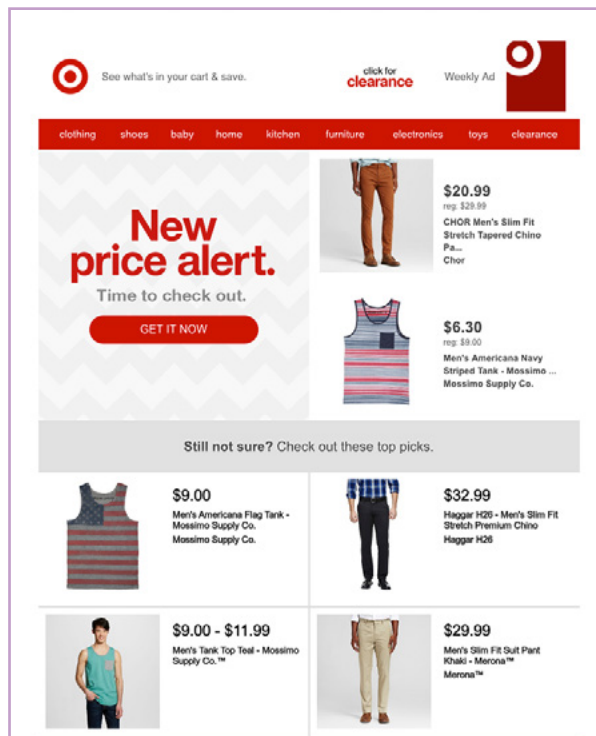 See what's in your cart & save.
click for
clearance
Weekly Ad
clothing shoes baby home kitchen furniture electronics toys clearance
New
price alert.
Time to check out.
GET IT NOW
$20.99
reg: $29.99
CHOR Men's Slim Fit
Stretch Tapered Chino
Pa...
Chor
$6.30
reg: $9.00
Men's Americana Navy
Striped Tank - Mossimo ...
Mossimo Supply Co.
Still not sure? Check out these top picks.
$9.00
Men's Americana Flag Tank -
Mossimo Supply Co.
Mossimo Supply Co.
$32.99
Haggar H26 - Men's Slim Fit
Stretch Premium Chino
Haggar H26
$9.00 - $11.99
Men's Tank Top Teal - Mossimo
Supply Co.™
$29.99
Men's Slim Fit Suit Pant
Khaki - Merona™
Merona™